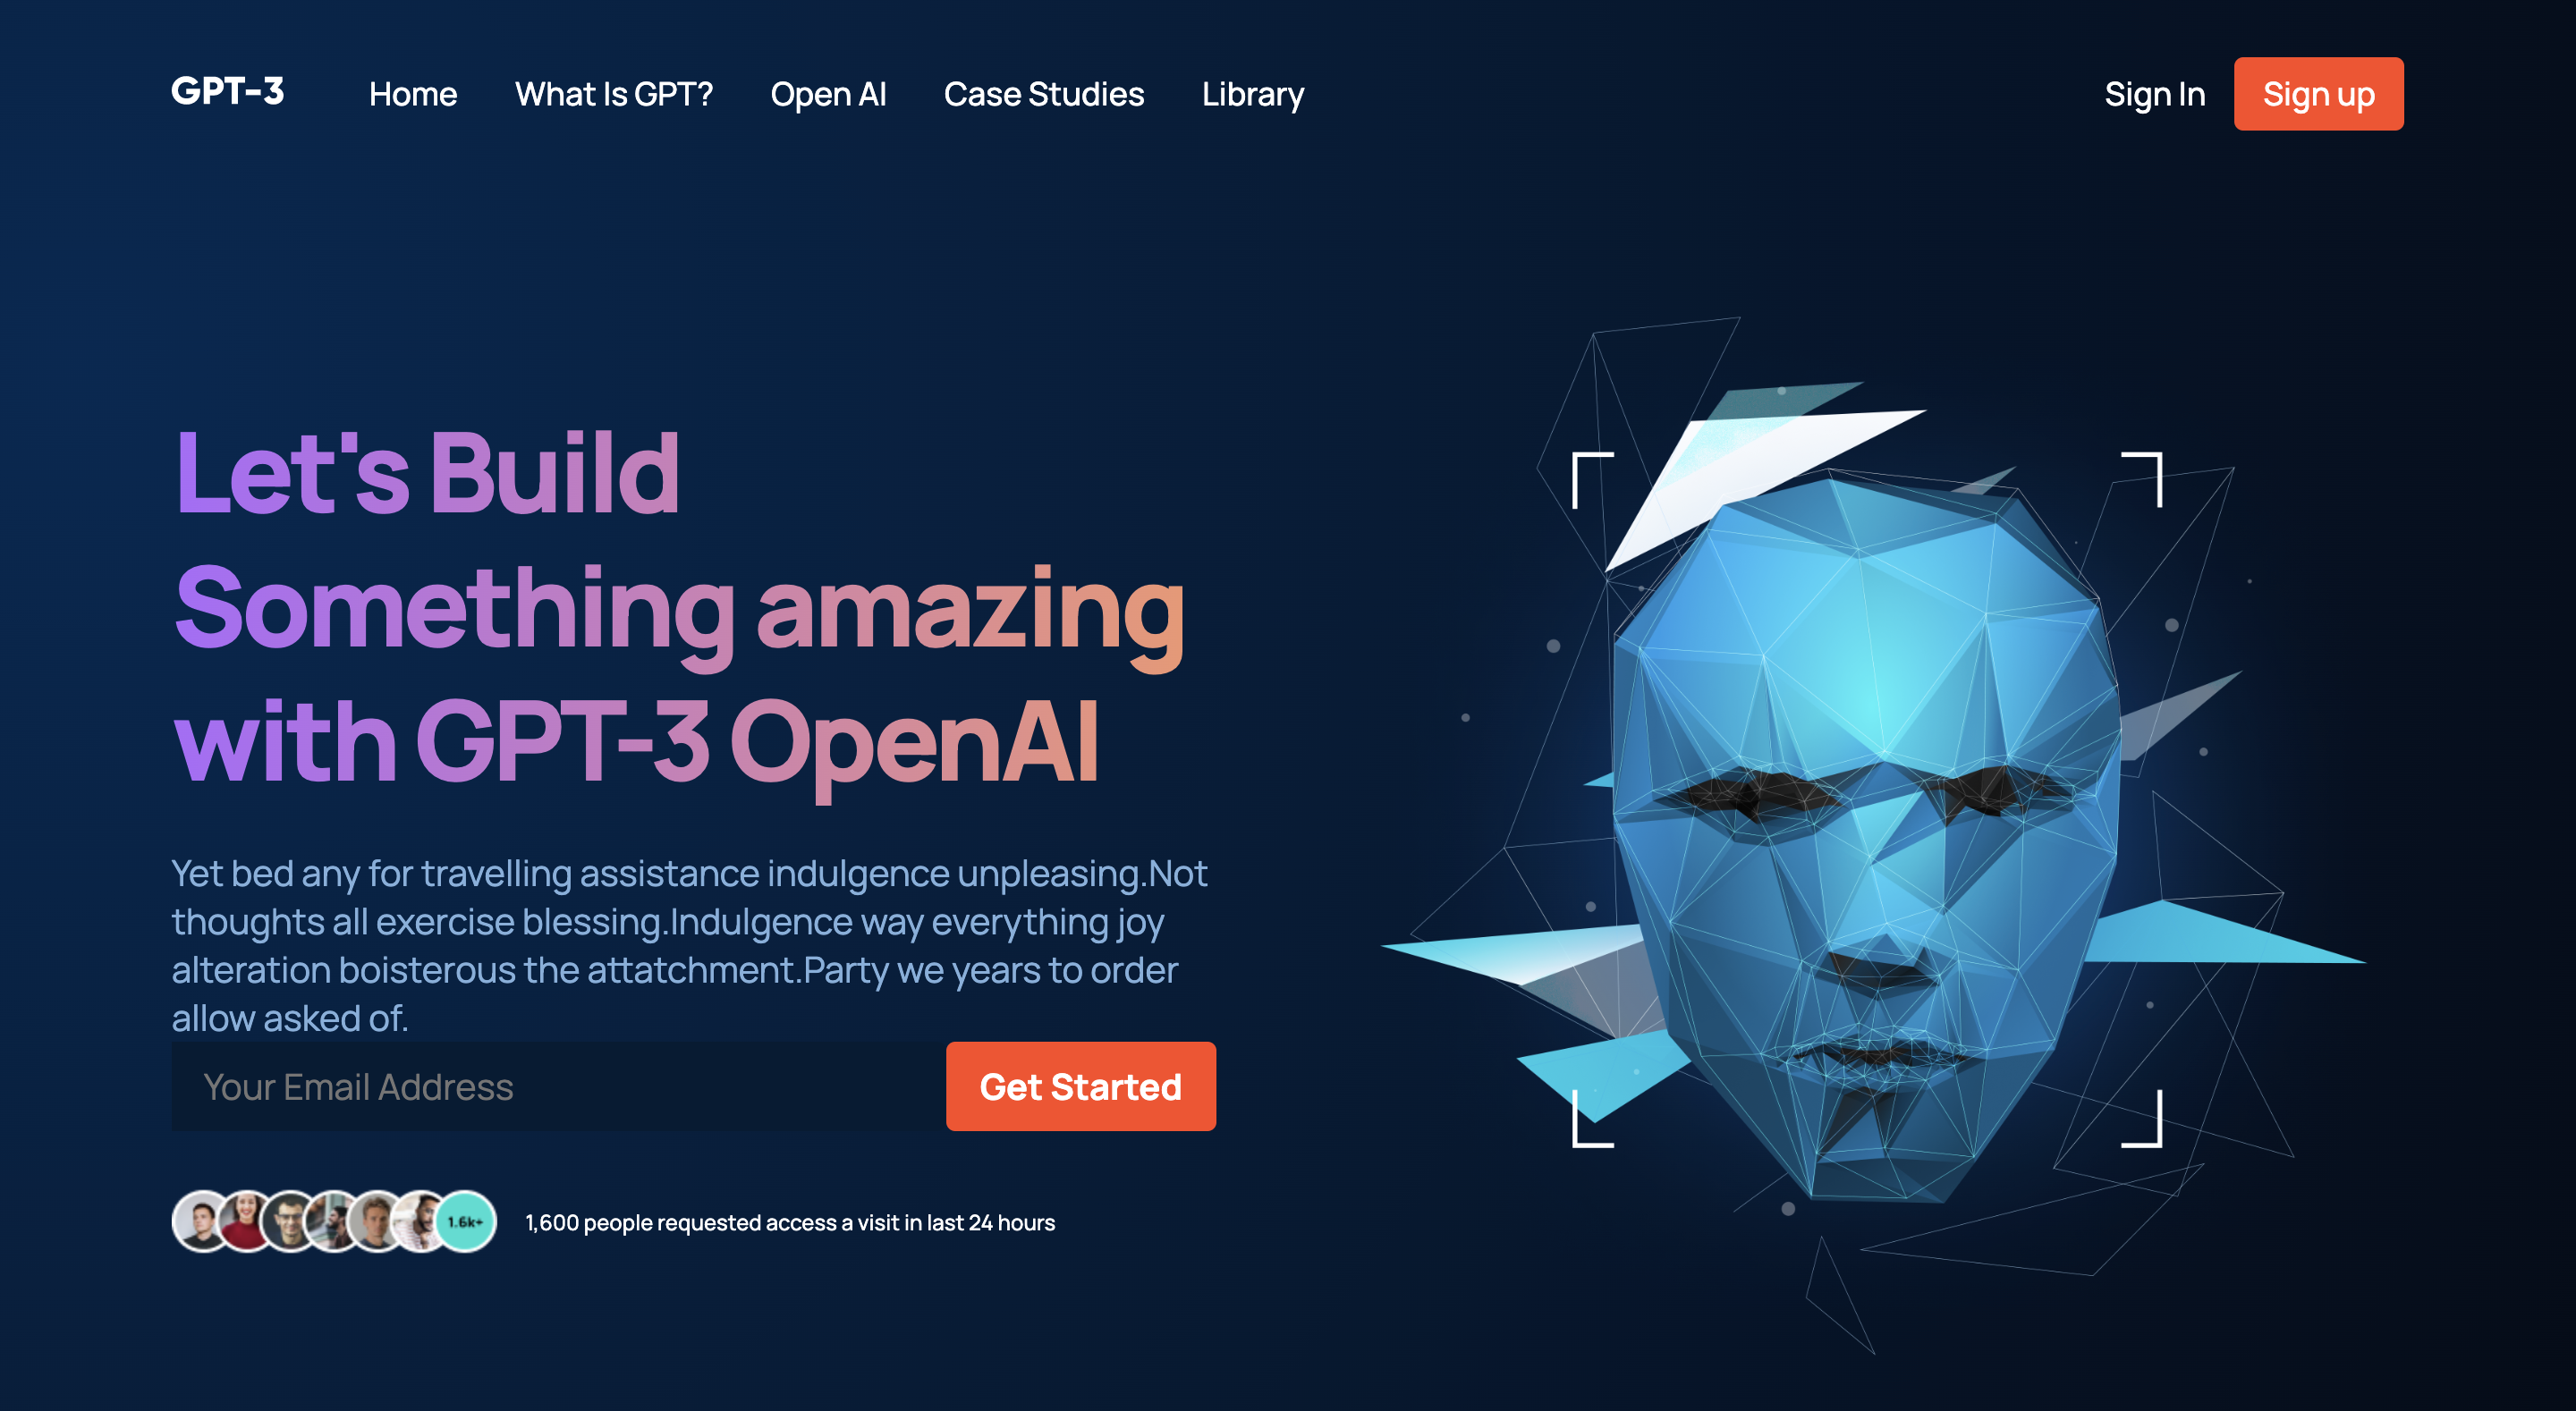 GPT-3 Home What Is GPT? Open AI Case Studies Library Sign In Sign up
Let's Build
Something amazing
with GPT-3 OpenAI
Yet bed any for travelling assistance indulgence unpleasing.Not
thoughts all exercise blessing.Indulgence way everything joy
alteration boisterous the attatchment.Party we years to order
allow asked of.
Your Email Address Get Started
1.6k+ 1,600 people requested access a visit in last 24 hours